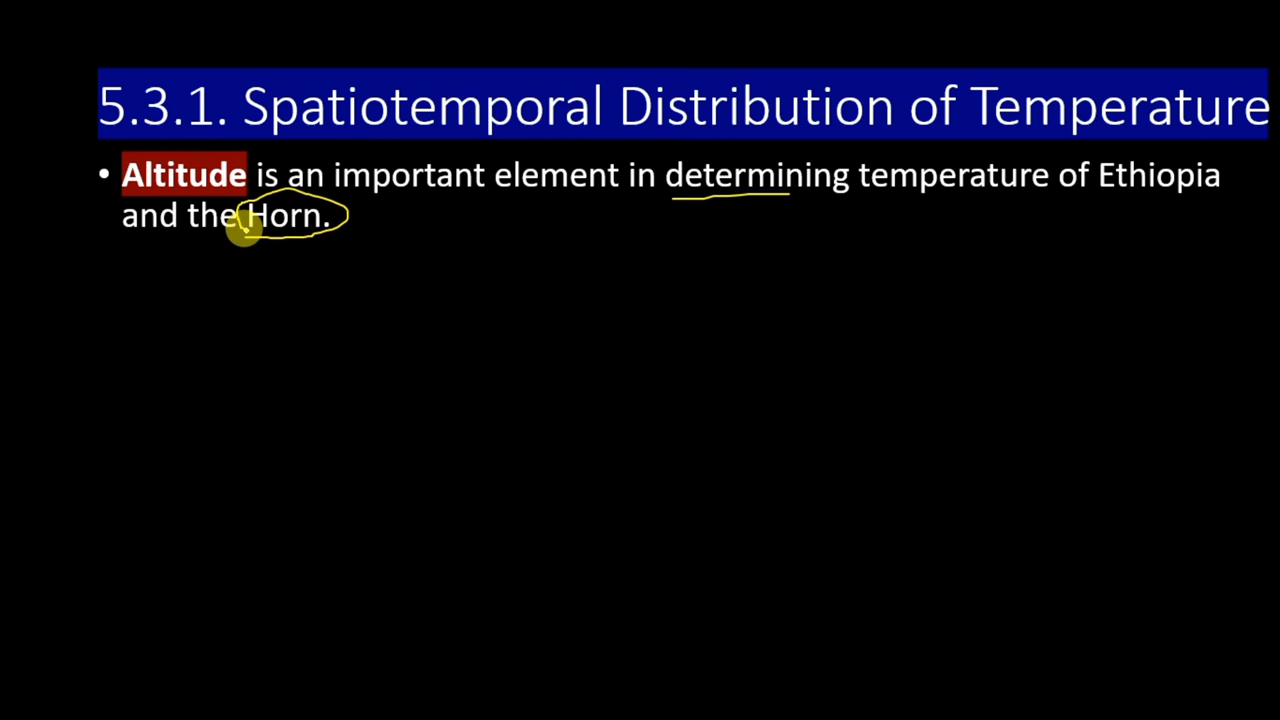 5.3.1. Spatiotemporal Distribution of Temperature
• Altitude is an important element in determining temperature of Ethiopia
and the Horn.